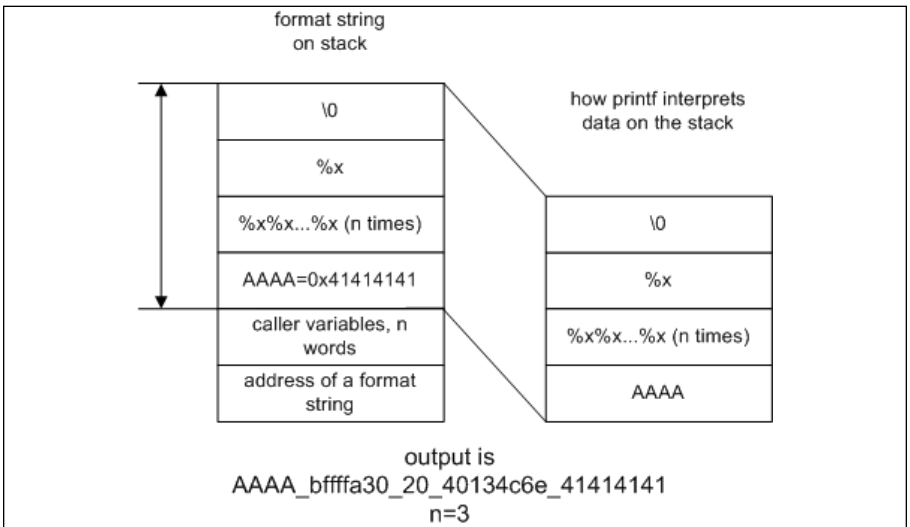 format string
on stack
\0
%x
%x%x...%x (n times)
AAAA=0x41414141
caller variables, n
words
address of a format
string
how printf interprets
data on the stack
\0
%x
%x%x...%x (n times)
AAAA
output is
AAAA_bffffa30_20_40134c6e_41414141
n=3